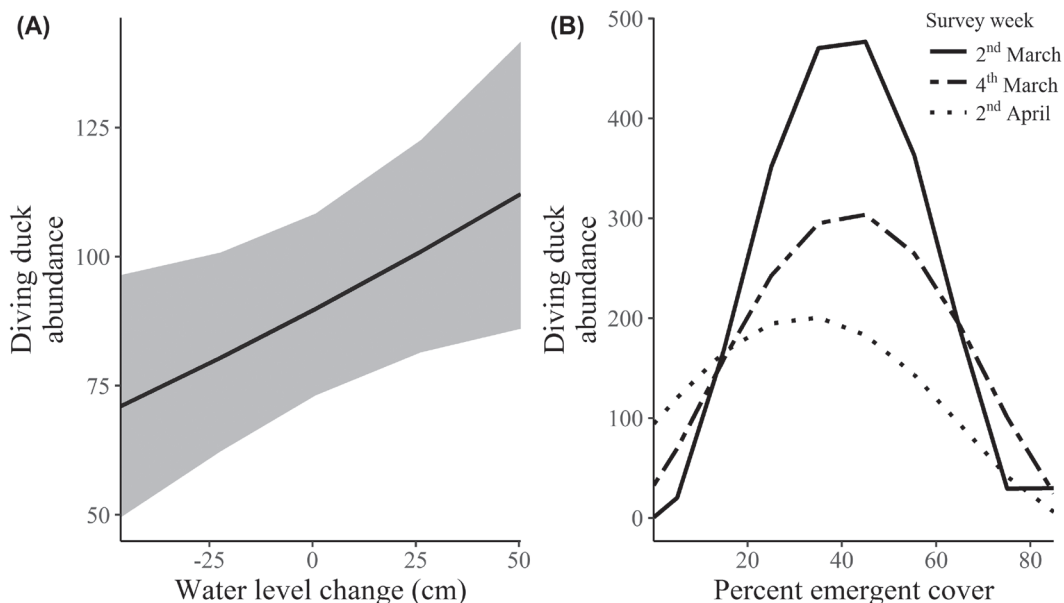 (A)
Diving duck
abundance
125
100
75
50
-25 0 25 50
Water level change (cm)
(B)
Diving duck
abundance
500
400
300
200
100
0
20 40 60 80
Percent emergent cover
Survey week
2nd March
4th March
2nd April